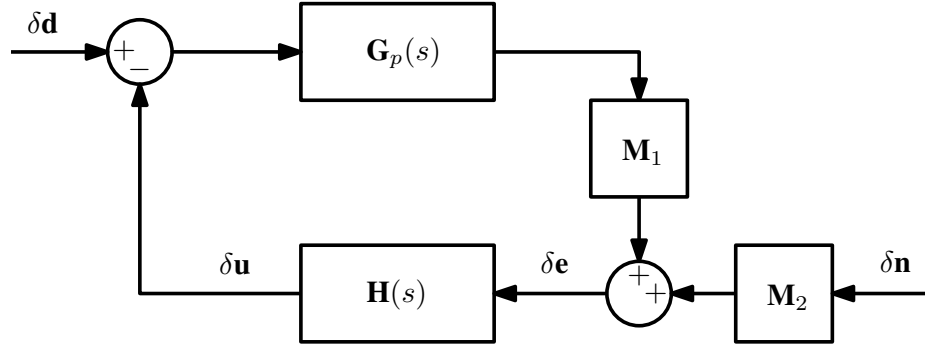 δd
+
−
G_p(s)
M_1
δu
H(s)
δe
+
+
M_2
δn